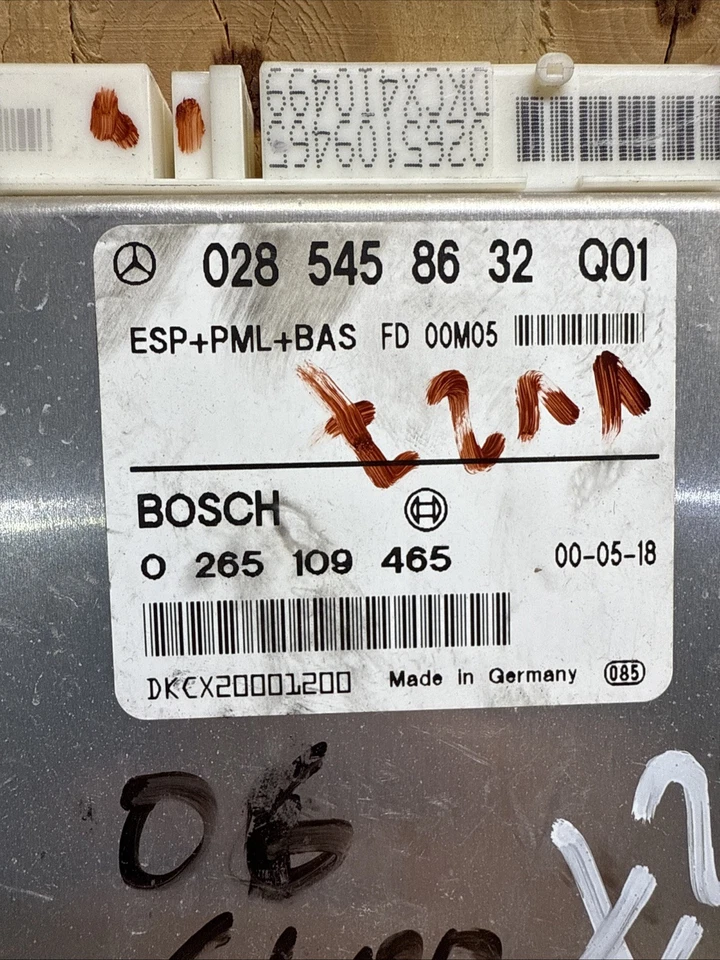 DKCX410499
0265109465
028 545 86 32 Q01
ESP+PML+BAS FD 00M05
BOSCH
0 265 109 465 00-05-18
DKCX20001200 Made in Germany 085
06